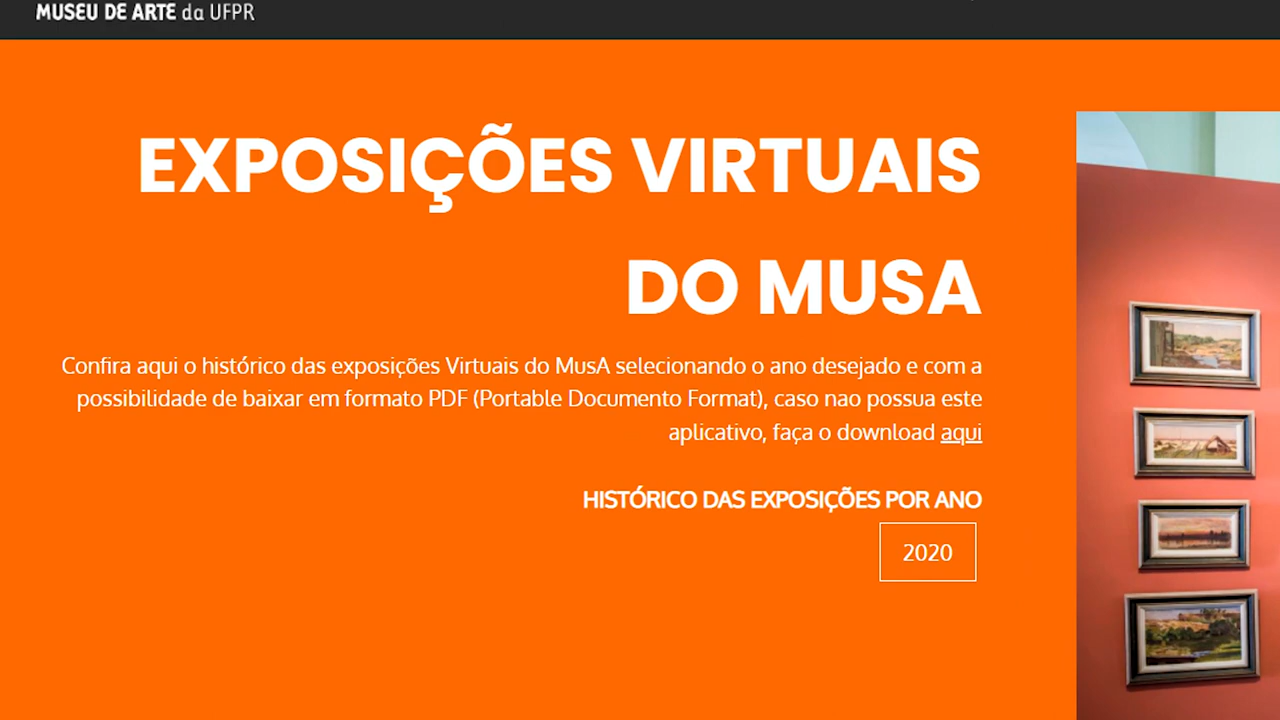 MUSEU DE ARTE da UFPR
EXPOSIÇÕES VIRTUAIS
DO MUSA
Confira aqui o histórico das exposições Virtuais do MusA selecionando o ano desejado e com a
possibilidade de baixar em formato PDF (Portable Documento Format), caso nao possua este
aplicativo, faça o download aqui
HISTÓRICO DAS EXPOSIÇÕES POR ANO
2020